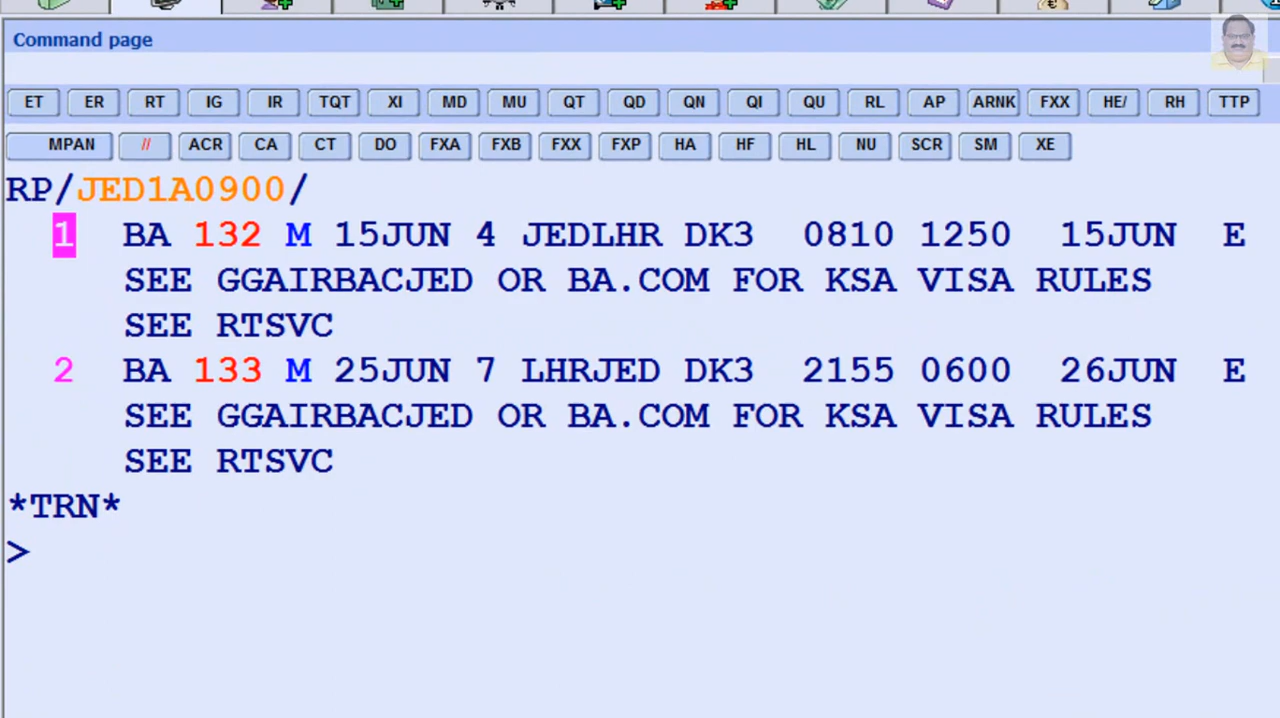 Command page
ET ER RT IG IR TQT XI MD MU QT QD QN QI QU RL AP ARNK FXX HE/ RH TTP
MPAN // ACR CA CT DO FXA FXB FXX FXP HA HF HL NU SCR SM XE
RP/JED1A0900/
1 BA 132 M 15JUN 4 JEDLHR DK3 0810 1250 15JUN E
SEE GGAIRBACJED OR BA.COM FOR KSA VISA RULES
SEE RTSVC
2 BA 133 M 25JUN 7 LHRJED DK3 2155 0600 26JUN E
SEE GGAIRBACJED OR BA.COM FOR KSA VISA RULES
SEE RTSVC
*TRN*
>